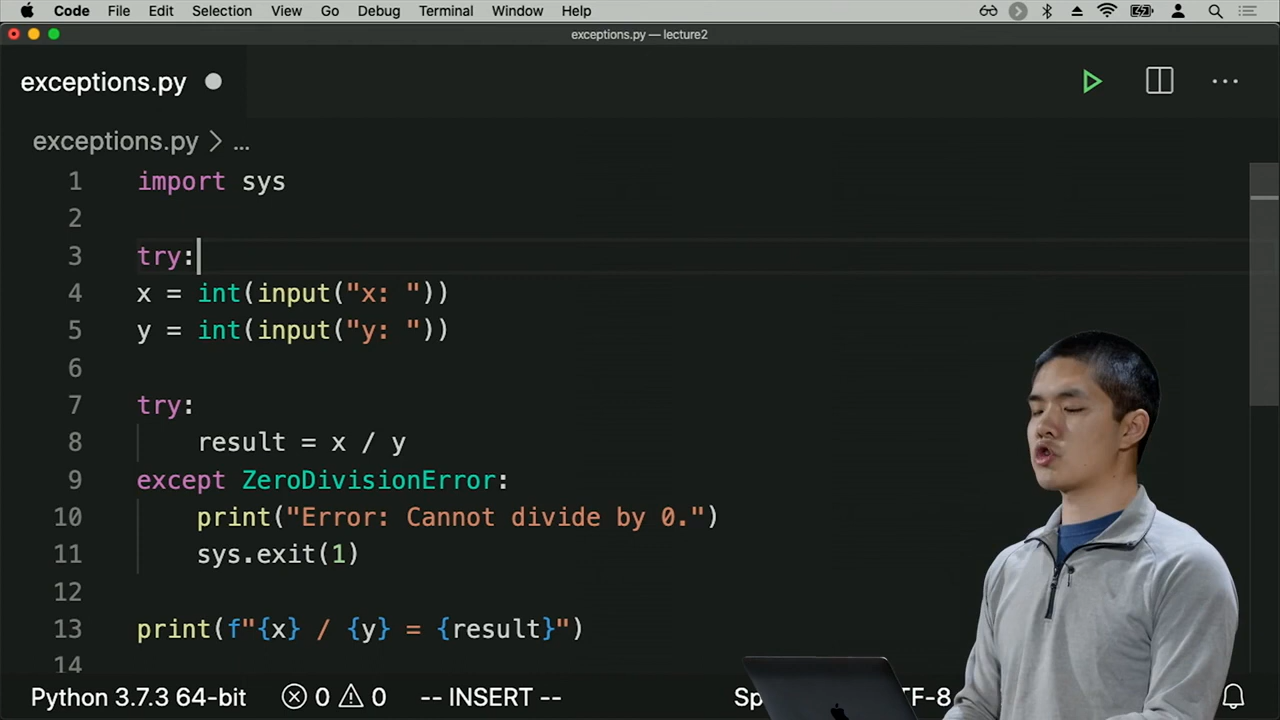 Code File Edit Selection View Go Debug Terminal Window Help
exceptions.py — lecture2
exceptions.py
exceptions.py > ...
1 import sys
2
3 try:
4 x = int(input("x: "))
5 y = int(input("y: "))
6
7 try:
8 result = x / y
9 except ZeroDivisionError:
10 print("Error: Cannot divide by 0.")
11 sys.exit(1)
12
13 print(f"{x} / {y} = {result}")
14
Python 3.7.3 64-bit 0 0 -- INSERT -- Sp TF-8